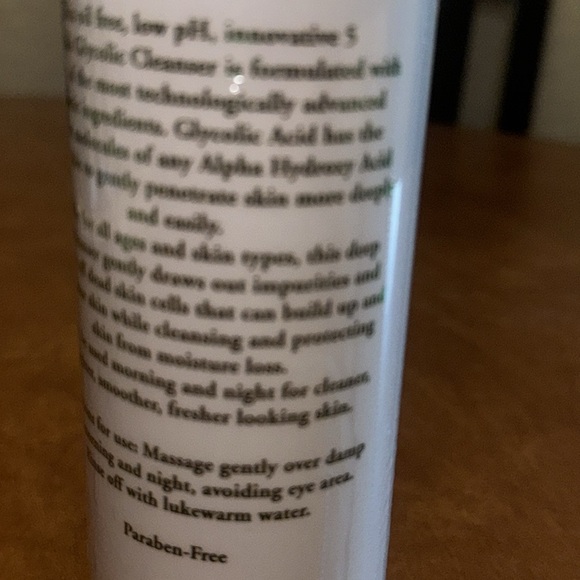 oil free, low pH, innovative 5
Glycolic Cleanser is formulated with
the most technologically advanced
ingredients. Glycolic Acid has the
molecules of any Alpha Hydroxy Acid
gently penetrate skin more deeply
and easily.
all ages and skin types, this deep
gently draws out impurities and
dead skin cells that can build up and
skin while cleansing and protecting
skin from moisture loss.
and morning and night for cleaner,
smoother, fresher looking skin.
for use: Massage gently over damp
and night, avoiding eye area.
off with lukewarm water.
Paraben-Free